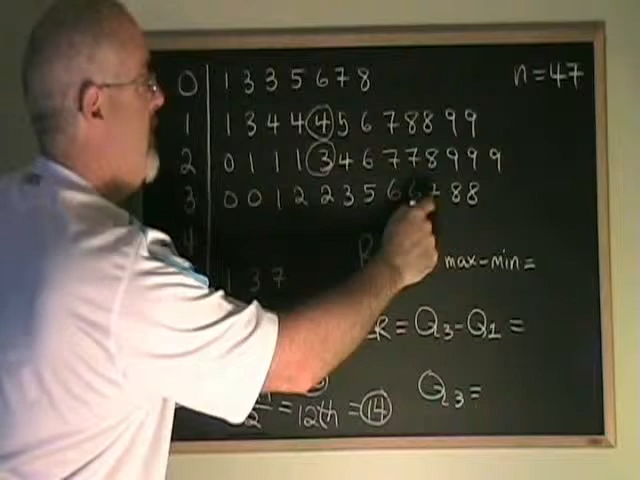 0 | 1 3 3 5 6 7 8
n=47
1 | 1 3 4 4 4 5 6 7 8 8 9 9
2 | 0 1 1 1 3 4 6 7 7 8 9 9 9
3 | 0 0 1 2 2 3 5 6 6 8 8
4
max-min=
1 3 7
R=Q3-Q1=
Q3=
2 =12th =14